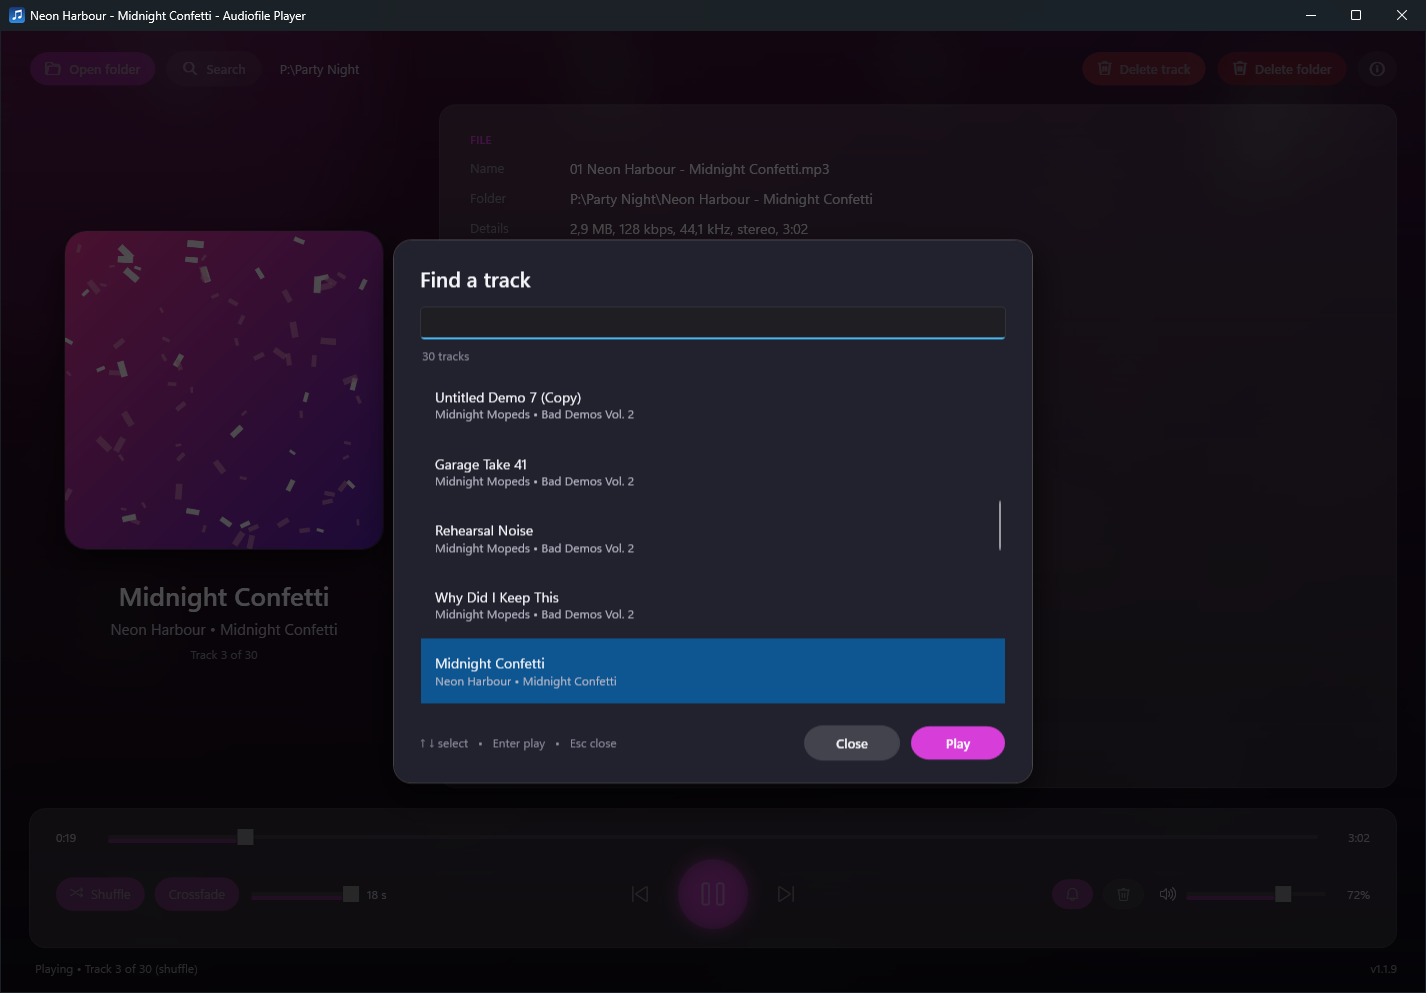 Neon Harbour - Midnight Confetti - Audiofile Player
Open folder
Search
P:\Party Night
Delete track
Delete folder
FILE
Name
01 Neon Harbour - Midnight Confetti.mp3
Folder
P:\Party Night\Neon Harbour - Midnight Confetti
Details
2,9 MB, 128 kbps, 44,1 kHz, stereo, 3:02
Midnight Confetti
Neon Harbour • Midnight Confetti
Track 3 of 30
Find a track
30 tracks
Untitled Demo 7 (Copy)
Midnight Mopeds • Bad Demos Vol. 2
Garage Take 41
Midnight Mopeds • Bad Demos Vol. 2
Rehearsal Noise
Midnight Mopeds • Bad Demos Vol. 2
Why Did I Keep This
Midnight Mopeds • Bad Demos Vol. 2
Midnight Confetti
Neon Harbour • Midnight Confetti
↑↓ select • Enter play • Esc close
Close
Play
0:19
3:02
Shuffle
Crossfade
18 s
72%
Playing • Track 3 of 30 (shuffle)
v1.1.9